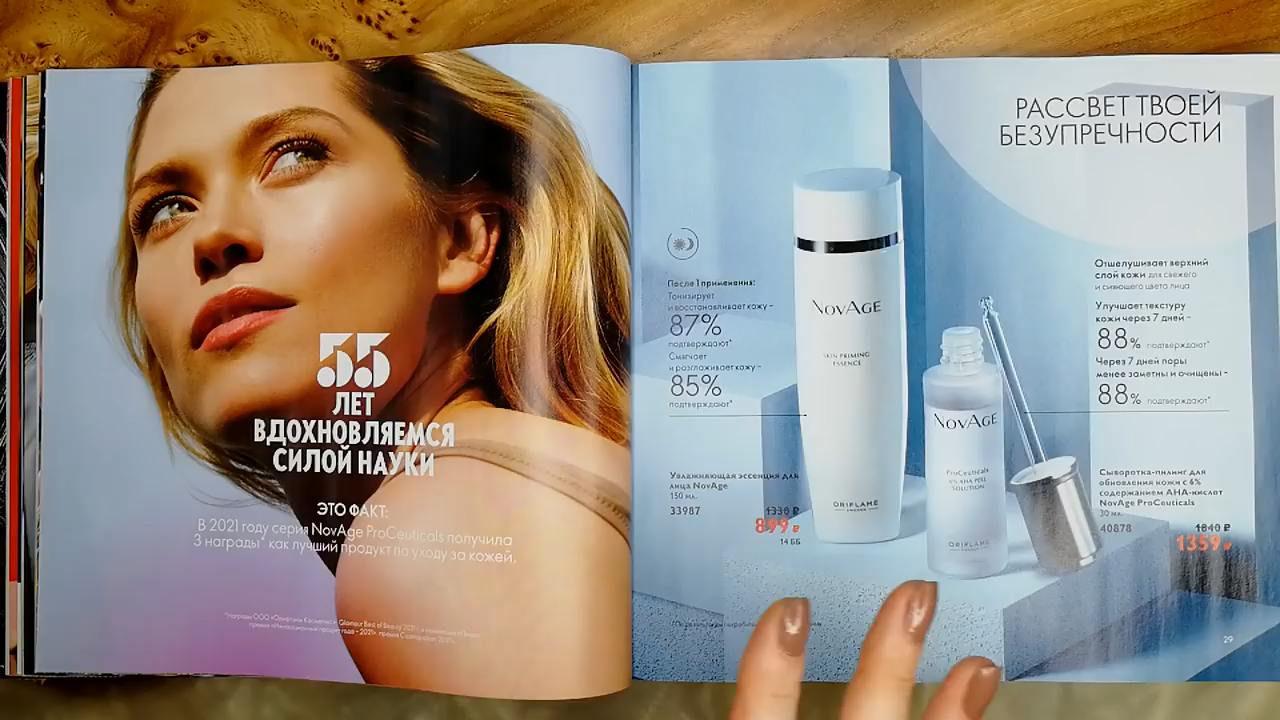 55
ЛЕТ
ВДОХНОВЛЯЕМСЯ
СИЛОЙ НАУКИ
ЭТО ФАКТ:
В 2021 году серия NovAge ProCeuticals получила
3 награды* как лучший продукт по уходу за кожей.
РАССВЕТ ТВОЕЙ
БЕЗУПРЕЧНОСТИ
После 1 применения:
Тонизирует
и восстанавливает кожу –
87%
подтверждают*
Смягчает
и разглаживает кожу –
85%
подтверждают*
Увлажняющая эссенция для
лица NovAge
150 мл.
33987
1330 ₽
899 ₽
14 ББ
NOVAGE
SKIN PRIMING
ESSENCE
ORIFLAME
SWEDEN
NOVAGE
ProCeuticals
6% AHA PEEL
SOLUTION
ORIFLAME
Отшелушивает верхний
слой кожи для свежего
и сияющего цвета лица
Улучшает текстуру
кожи через 7 дней –
88% подтверждают*
Через 7 дней поры
менее заметны и очищены –
88% подтверждают*
Сыворотка-пилинг для
обновления кожи с 6%
содержанием АНА-кислот
NovAge ProCeuticals
30 мл.
40878
1840 ₽
1359 ₽
29